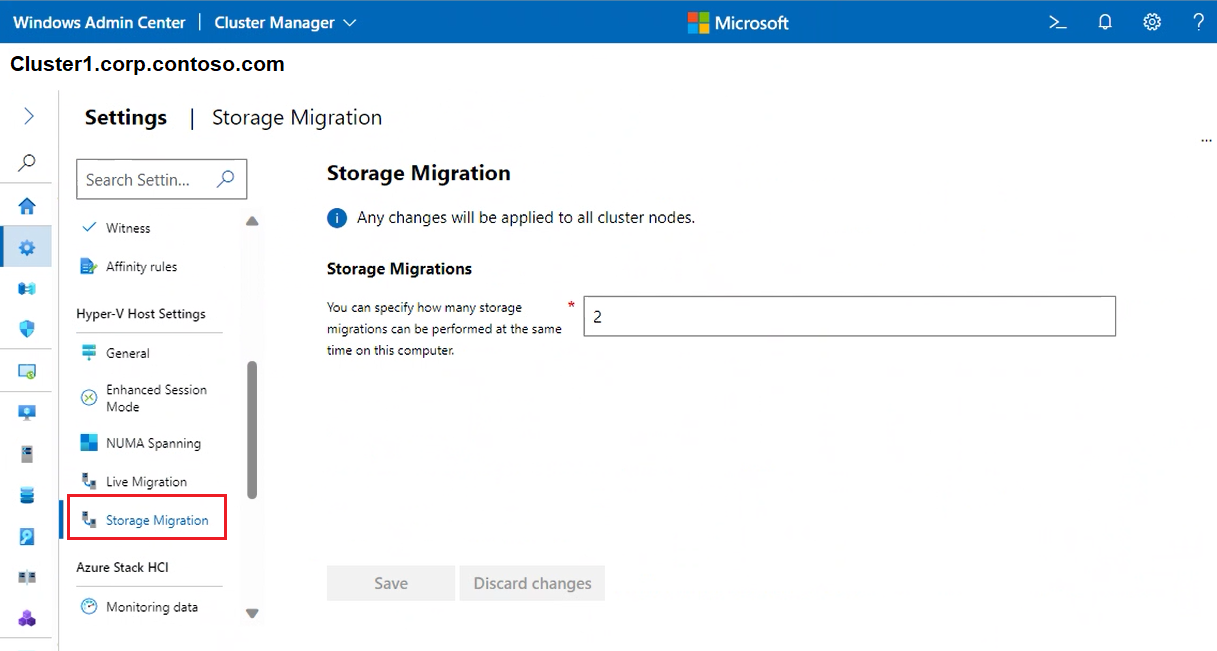 Windows Admin Center | Cluster Manager
Microsoft
>_
?
Cluster1.corp.contoso.com
Settings | Storage Migration
...
Search Settin...
Witness
Affinity rules
Hyper-V Host Settings
General
Enhanced Session
Mode
NUMA Spanning
Live Migration
Storage Migration
Azure Stack HCI
Monitoring data
Storage Migration
i Any changes will be applied to all cluster nodes.
Storage Migrations
You can specify how many storage
migrations can be performed at the same
time on this computer.
*
2
Save
Discard changes